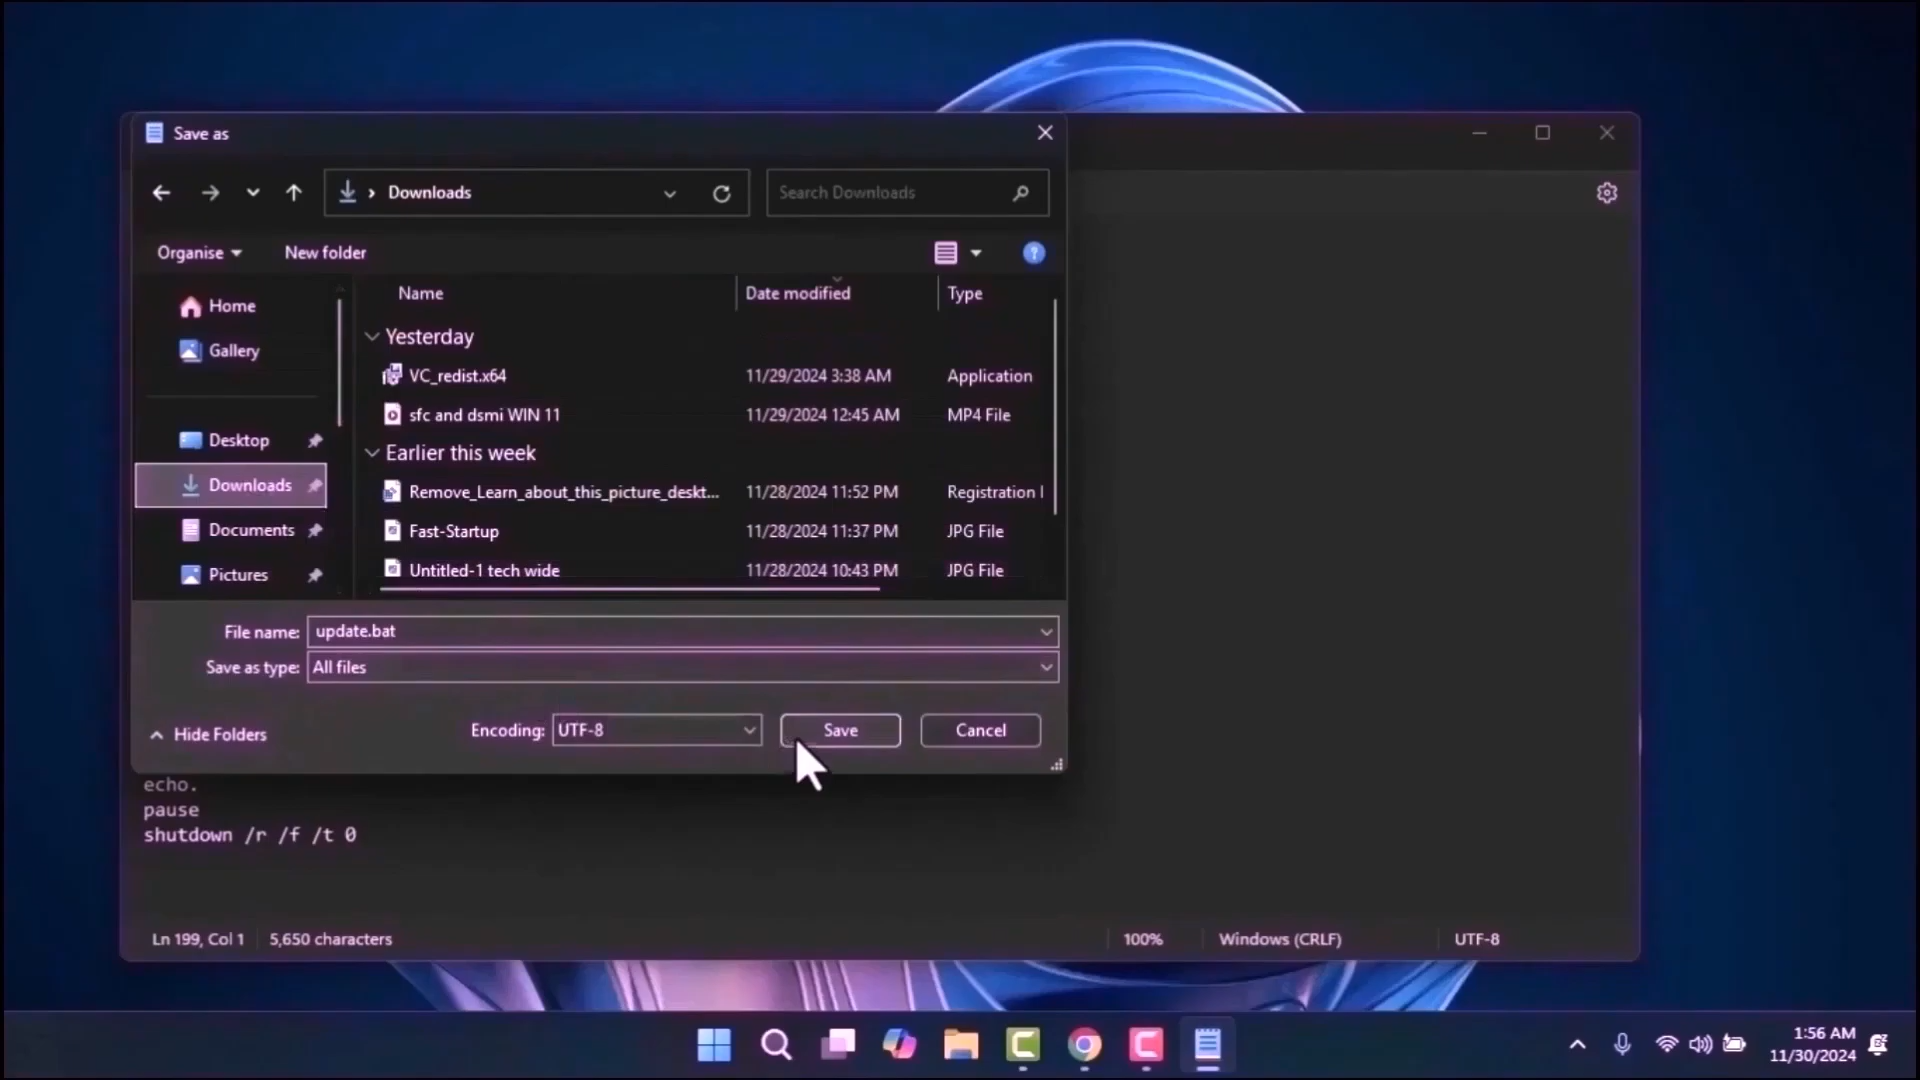 Save as
Downloads
Search Downloads
Organise
New folder
Home
Gallery
Desktop
Downloads
Documents
Pictures
Name
Date modified
Type
Yesterday
VC_redist.x64
11/29/2024 3:38 AM
Application
sfc and dsmi WIN 11
11/29/2024 12:45 AM
MP4 File
Earlier this week
Remove_Learn_about_this_picture_deskt...
11/28/2024 11:52 PM
Registration
Fast-Startup
11/28/2024 11:37 PM
JPG File
Untitled-1 tech wide
11/28/2024 10:43 PM
JPG File
File name:
update.bat
Save as type:
All files
Hide Folders
Encoding:
UTF-8
Save
Cancel
echo.
pause
shutdown /r /f /t 0
Ln 199, Col 1
5,650 characters
100%
Windows (CRLF)
UTF-8
1:56 AM
11/30/2024